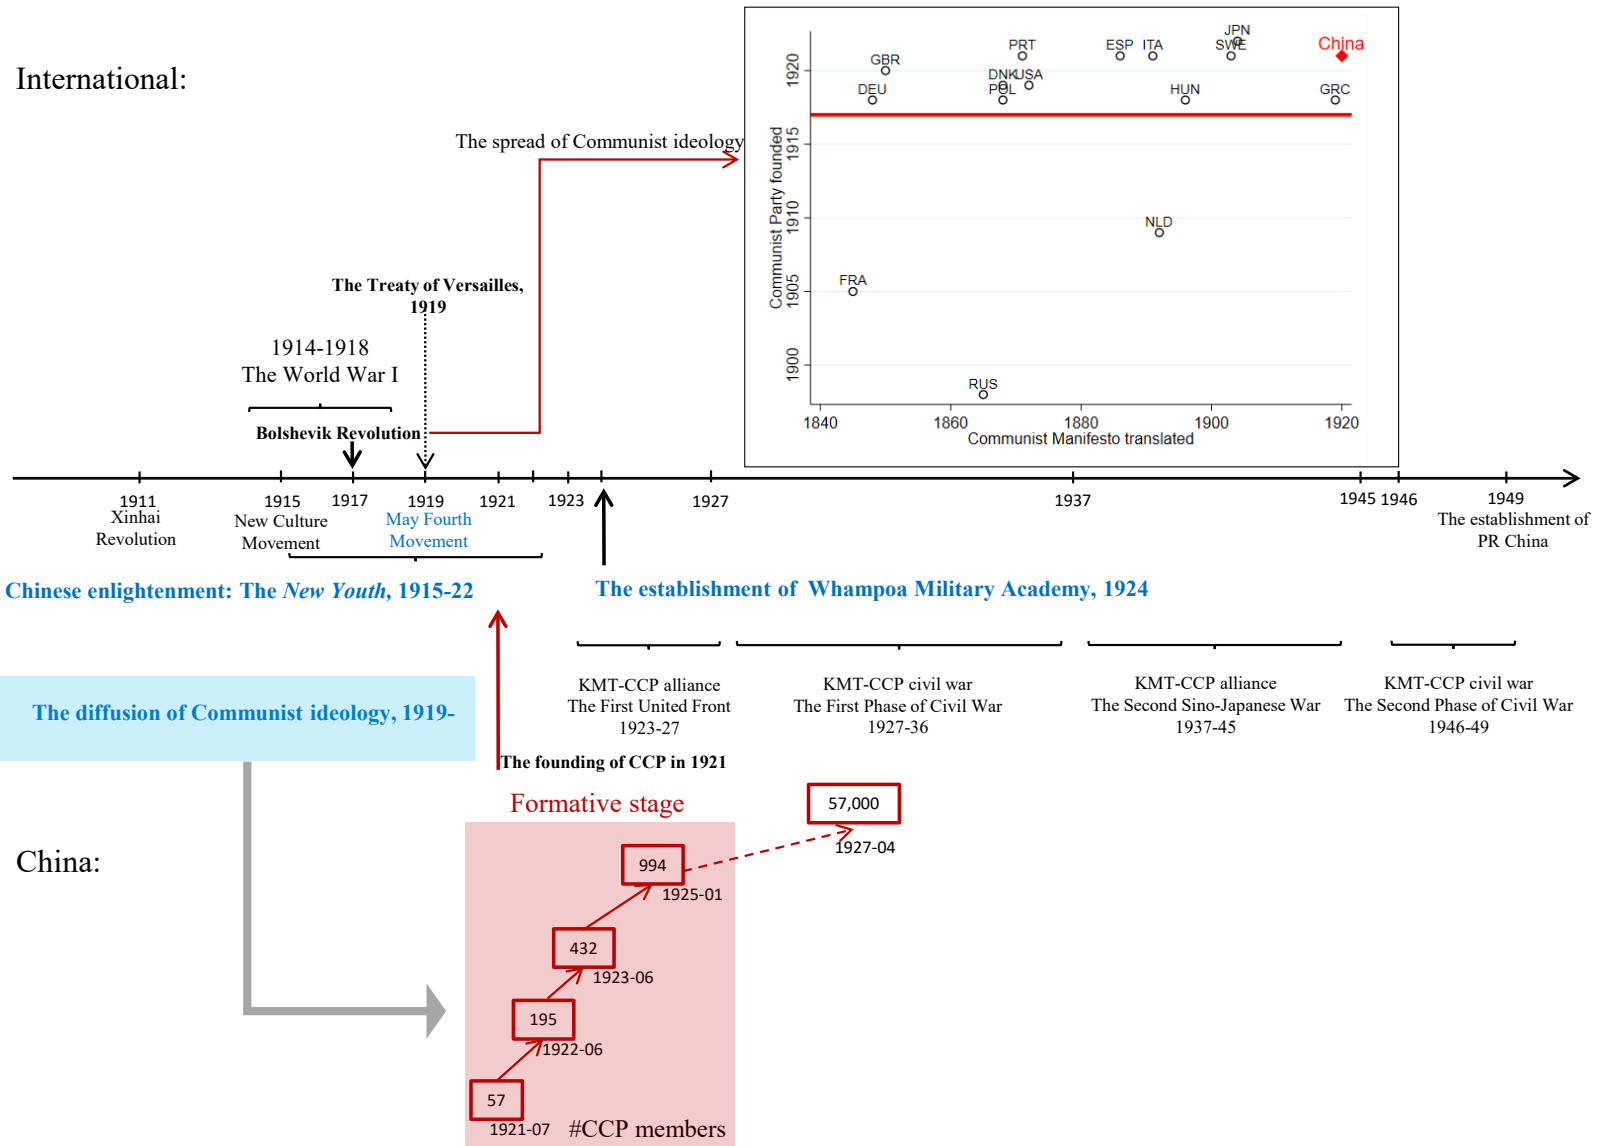 International:
The spread of Communist ideology
Communist Party founded
1920
1915
1910
1905
1900
JPN
PRT
ESP
ITA
SWE
China
GBR
DNK
USA
DEU
POL
HUN
GRC
NLD
FRA
RUS
1840
1860
1880
1900
1920
Communist Manifesto translated
The Treaty of Versailles,
1919
1914-1918
The World War I
Bolshevik Revolution
1911
1915
1917
1919
1921
1923
1927
1937
1945
1946
1949
Xinhai
Revolution
New Culture
Movement
May Fourth
Movement
The establishment of
PR China
Chinese enlightenment: The New Youth, 1915-22
The establishment of Whampoa Military Academy, 1924
KMT-CCP alliance
The First United Front
1923-27
KMT-CCP civil war
The First Phase of Civil War
1927-36
KMT-CCP alliance
The Second Sino-Japanese War
1937-45
KMT-CCP civil war
The Second Phase of Civil War
1946-49
The diffusion of Communist ideology, 1919-
The founding of CCP in 1921
Formative stage
57,000
1927-04
China:
994
1925-01
432
1923-06
195
1922-06
57
1921-07
#CCP members